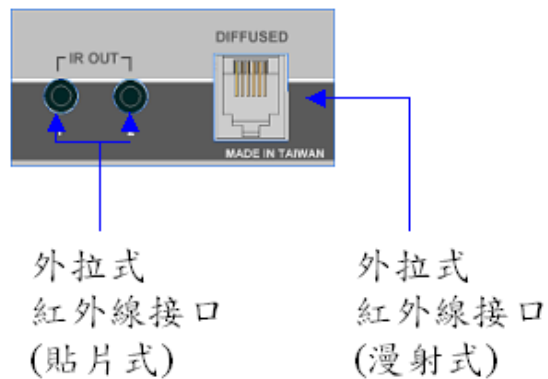 DIFFUSED
IR OUT
MADE IN TAIWAN
外拉式
紅外線接口
(貼片式)
外拉式
紅外線接口
(漫射式)